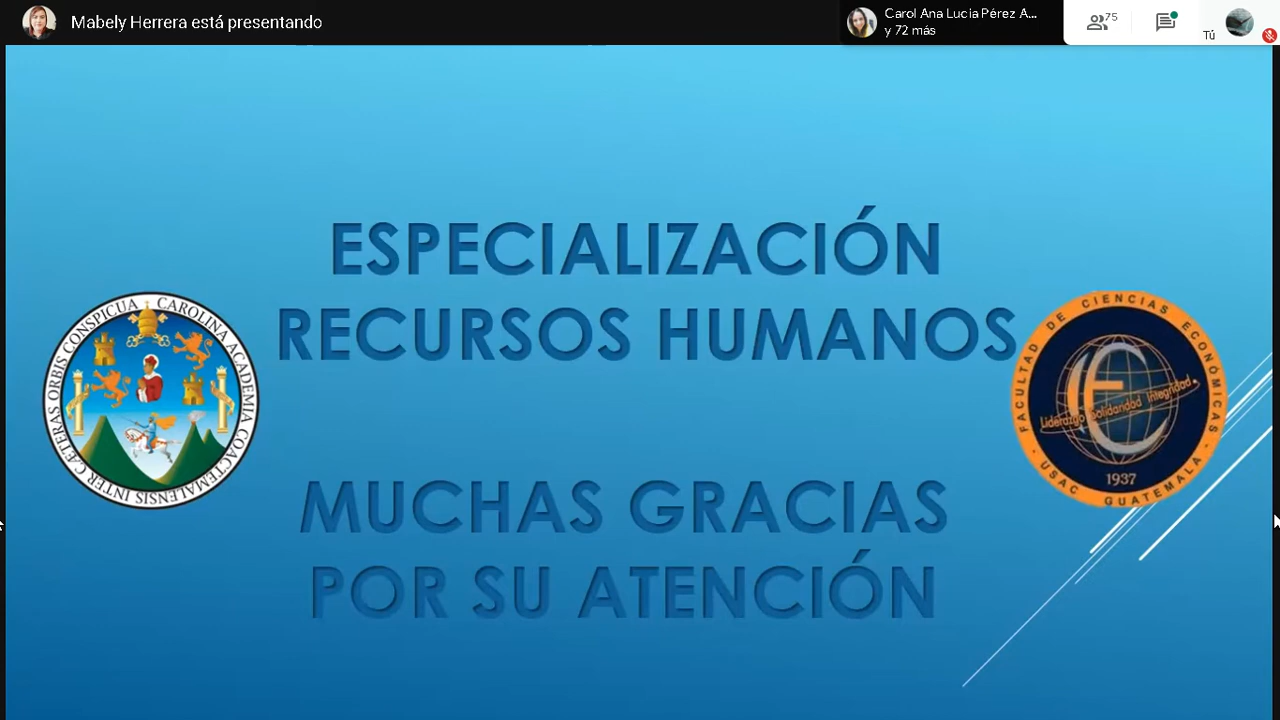 Mabely Herrera está presentando
Carol Ana Lucia Pérez A...
y 72 más
75
Tú
ESPECIALIZACIÓN
RECURSOS HUMANOS
CAROLINA ACADEMIA COACTEMALENSIS INTER CÆTERAS ORBIS CONSPICUA
FACULTAD DE CIENCIAS ECONÓMICAS
Liderazgo Solidaridad Integridad
1937
- USAC GUATEMALA -
MUCHAS GRACIAS
POR SU ATENCIÓN